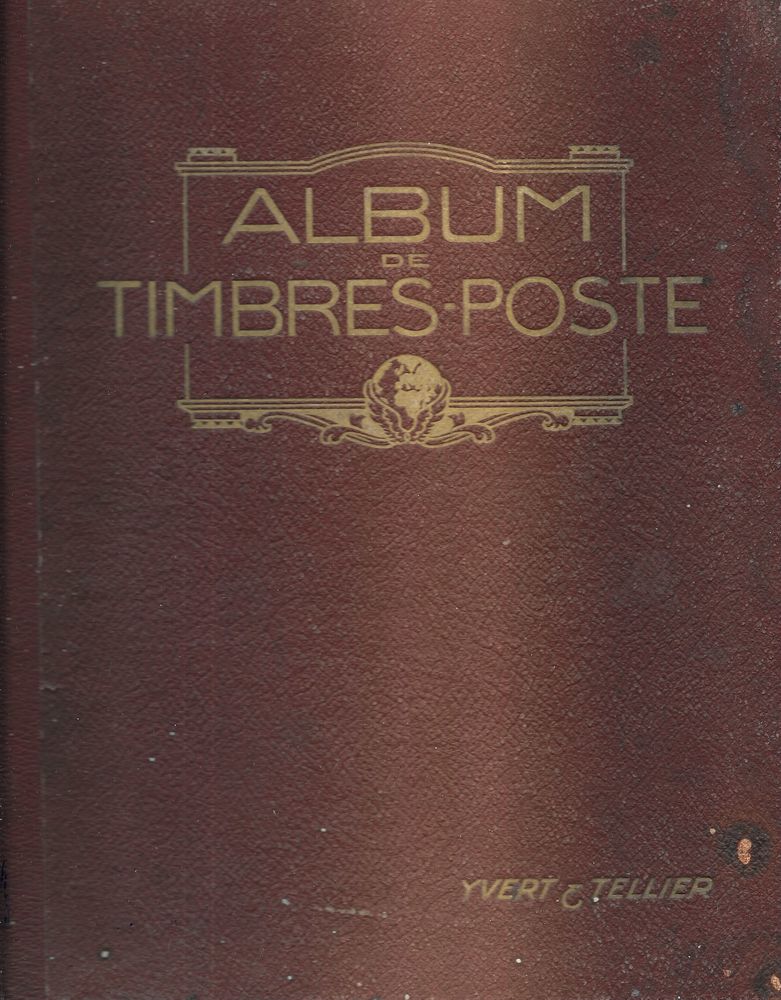 ALBUM
DE
TIMBRES-POSTE
YVERT & TELLIER